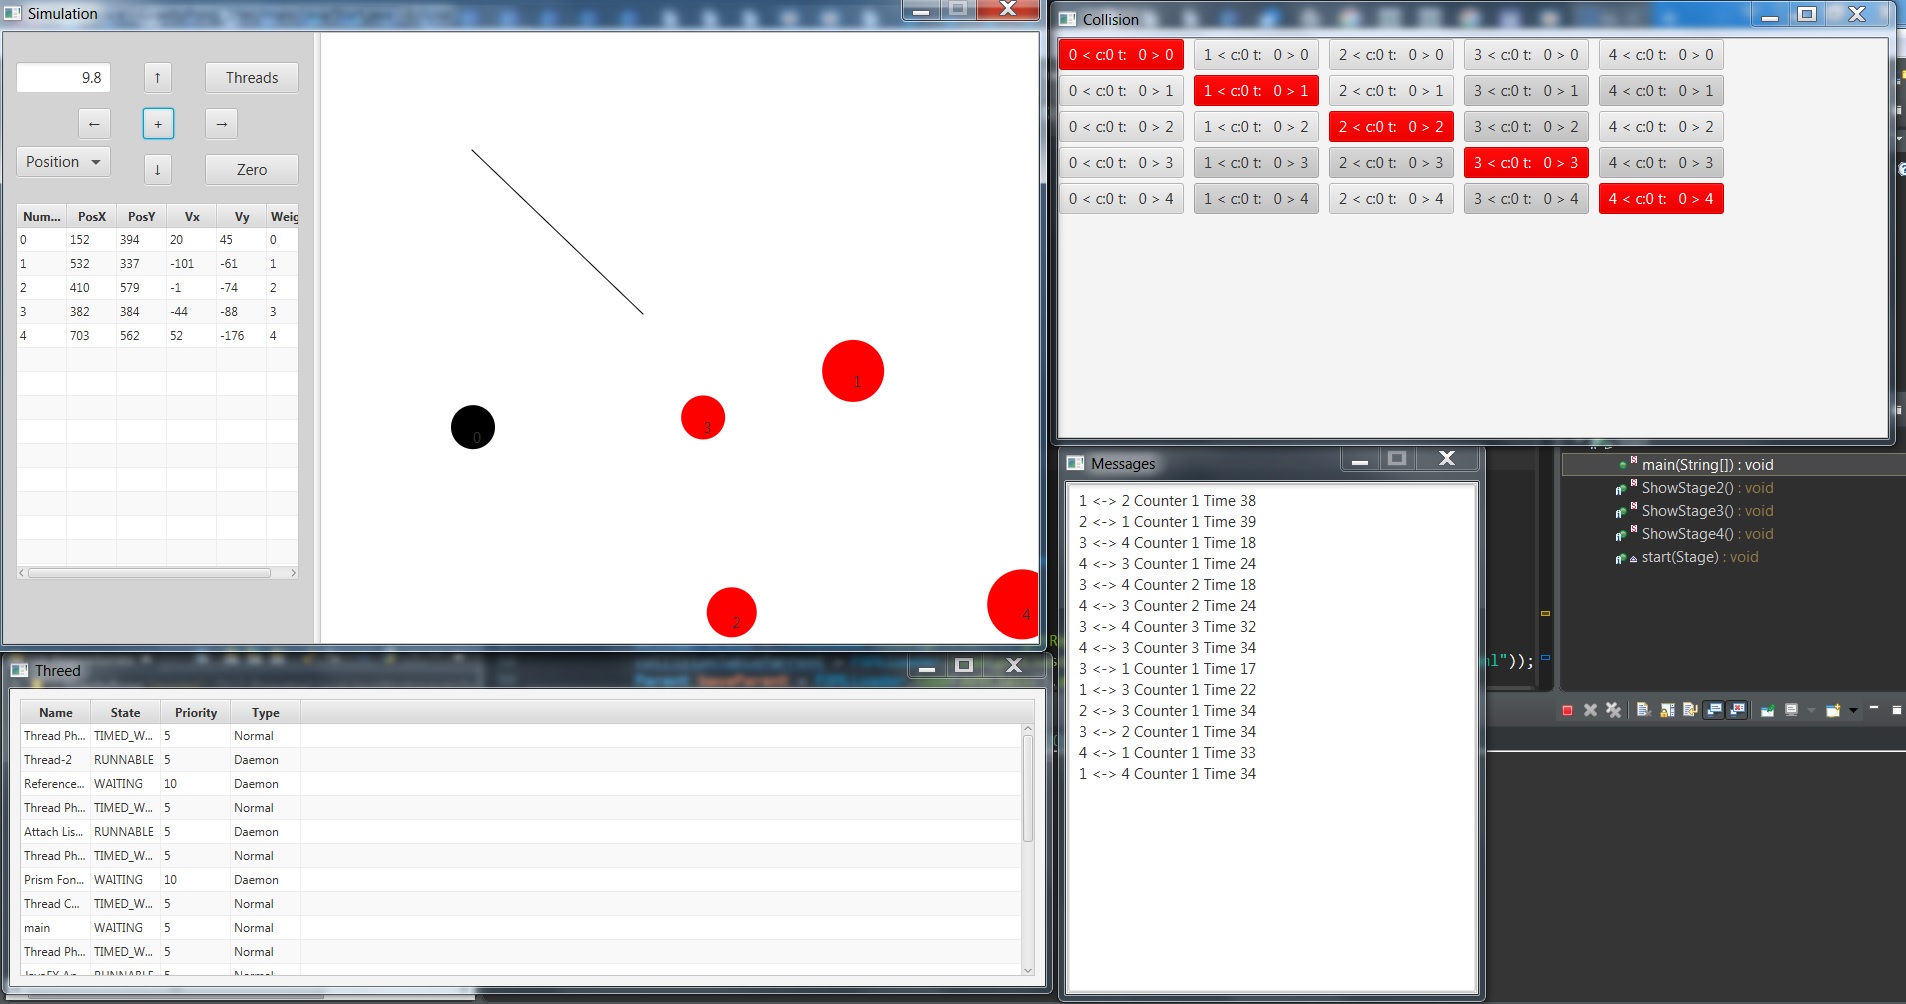 Simulation
9.8
↑
Threads
←
+
→
Position
↓
Zero
Num... PosX PosY Vx Vy Weig
0 152 394 20 45 0
1 532 337 -101 -61 1
2 410 579 -1 -74 2
3 382 384 -44 -88 3
4 703 562 52 -176 4
1
3
0
2
4
Collision
0 < c:0 t: 0 > 0 1 < c:0 t: 0 > 0 2 < c:0 t: 0 > 0 3 < c:0 t: 0 > 0 4 < c:0 t: 0 > 0
0 < c:0 t: 0 > 1 1 < c:0 t: 0 > 1 2 < c:0 t: 0 > 1 3 < c:0 t: 0 > 1 4 < c:0 t: 0 > 1
0 < c:0 t: 0 > 2 1 < c:0 t: 0 > 2 2 < c:0 t: 0 > 2 3 < c:0 t: 0 > 2 4 < c:0 t: 0 > 2
0 < c:0 t: 0 > 3 1 < c:0 t: 0 > 3 2 < c:0 t: 0 > 3 3 < c:0 t: 0 > 3 4 < c:0 t: 0 > 3
0 < c:0 t: 0 > 4 1 < c:0 t: 0 > 4 2 < c:0 t: 0 > 4 3 < c:0 t: 0 > 4 4 < c:0 t: 0 > 4
Messages
1 <-> 2 Counter 1 Time 38
2 <-> 1 Counter 1 Time 39
3 <-> 4 Counter 1 Time 18
4 <-> 3 Counter 1 Time 24
3 <-> 4 Counter 2 Time 18
4 <-> 3 Counter 2 Time 24
3 <-> 4 Counter 3 Time 32
4 <-> 3 Counter 3 Time 34
3 <-> 1 Counter 1 Time 17
1 <-> 3 Counter 1 Time 22
2 <-> 3 Counter 1 Time 34
3 <-> 2 Counter 1 Time 34
4 <-> 1 Counter 1 Time 33
1 <-> 4 Counter 1 Time 34
main(String[]) : void
ShowStage2() : void
ShowStage3() : void
ShowStage4() : void
start(Stage) : void
"));
Threed
Name State Priority Type
Thread Ph... TIMED_W... 5 Normal
Thread-2 RUNNABLE 5 Daemon
Reference... WAITING 10 Daemon
Thread Ph... TIMED_W... 5 Normal
Attach Lis... RUNNABLE 5 Daemon
Thread Ph... TIMED_W... 5 Normal
Prism Fon... WAITING 10 Daemon
Thread C... TIMED_W... 5 Normal
main WAITING 5 Normal
Thread Ph... TIMED_W... 5 Normal
JavaFX Ap... RUNNABLE 5 Normal